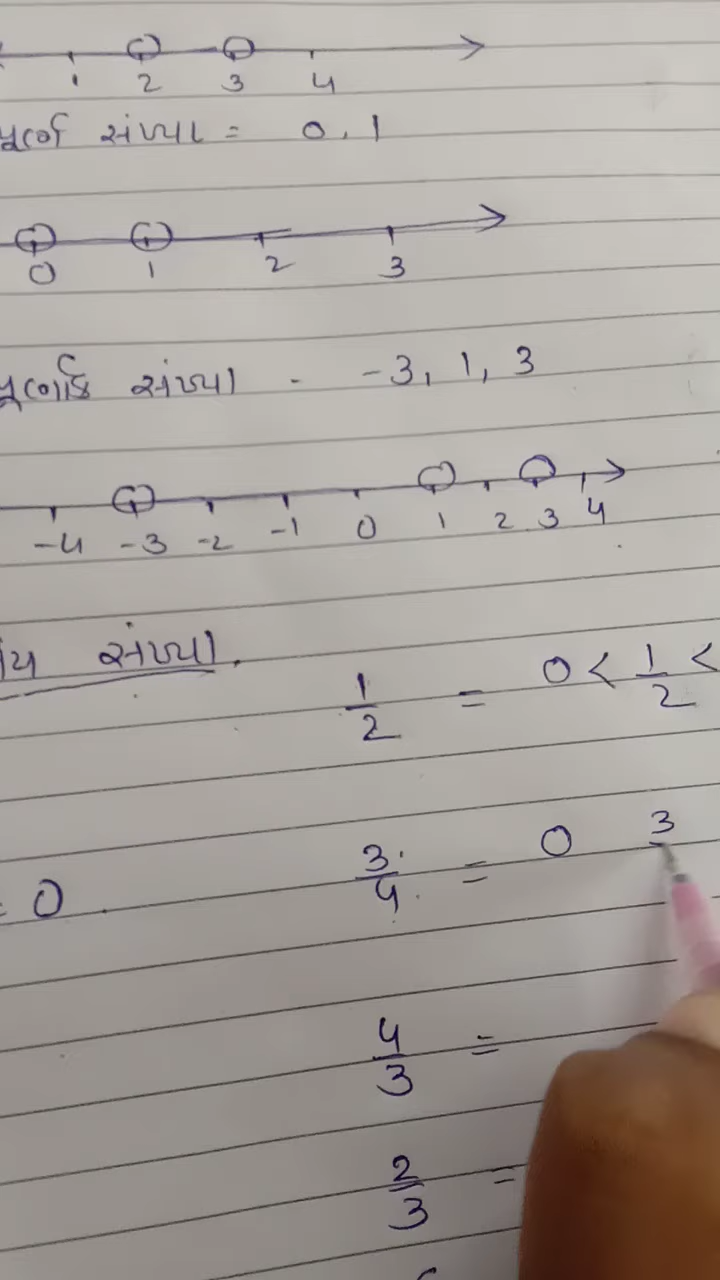 1 2 3 4
પૂર્ણ સંખ્યા = 0, 1
0 1 2 3
પૂર્ણાંક સંખ્યા - -3, 1, 3
-4 -3 -2 -1 0 1 2 3 4
સંખ્યા.
1/2 = 0 < 1/2 <
3/4 = 0 3
= 0
4/3 =
2/3 =